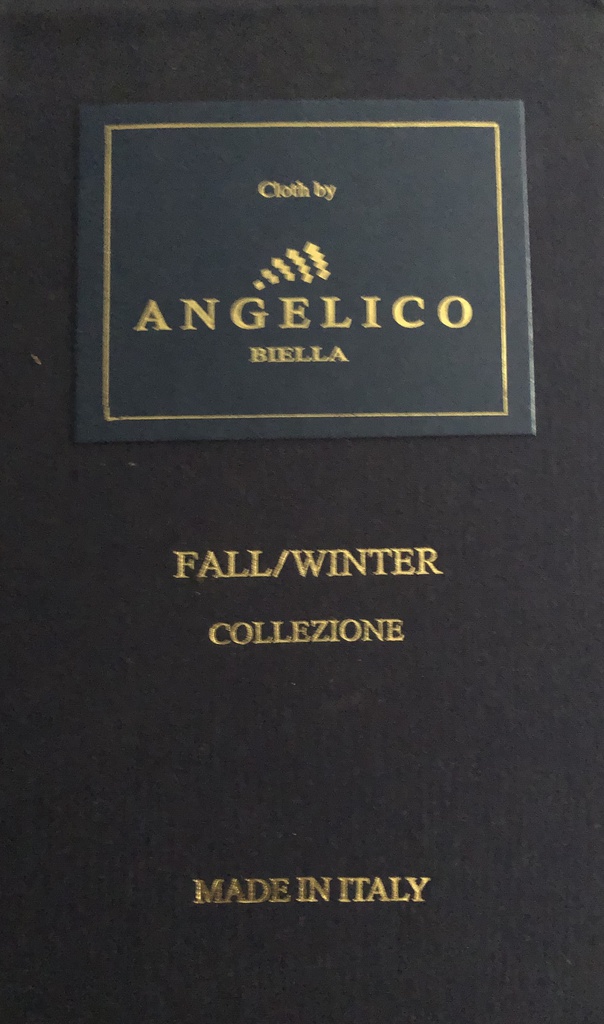 Cloth by
ANGELICO
BIELLA
FALL/WINTER
COLLEZIONE
MADE IN ITALY